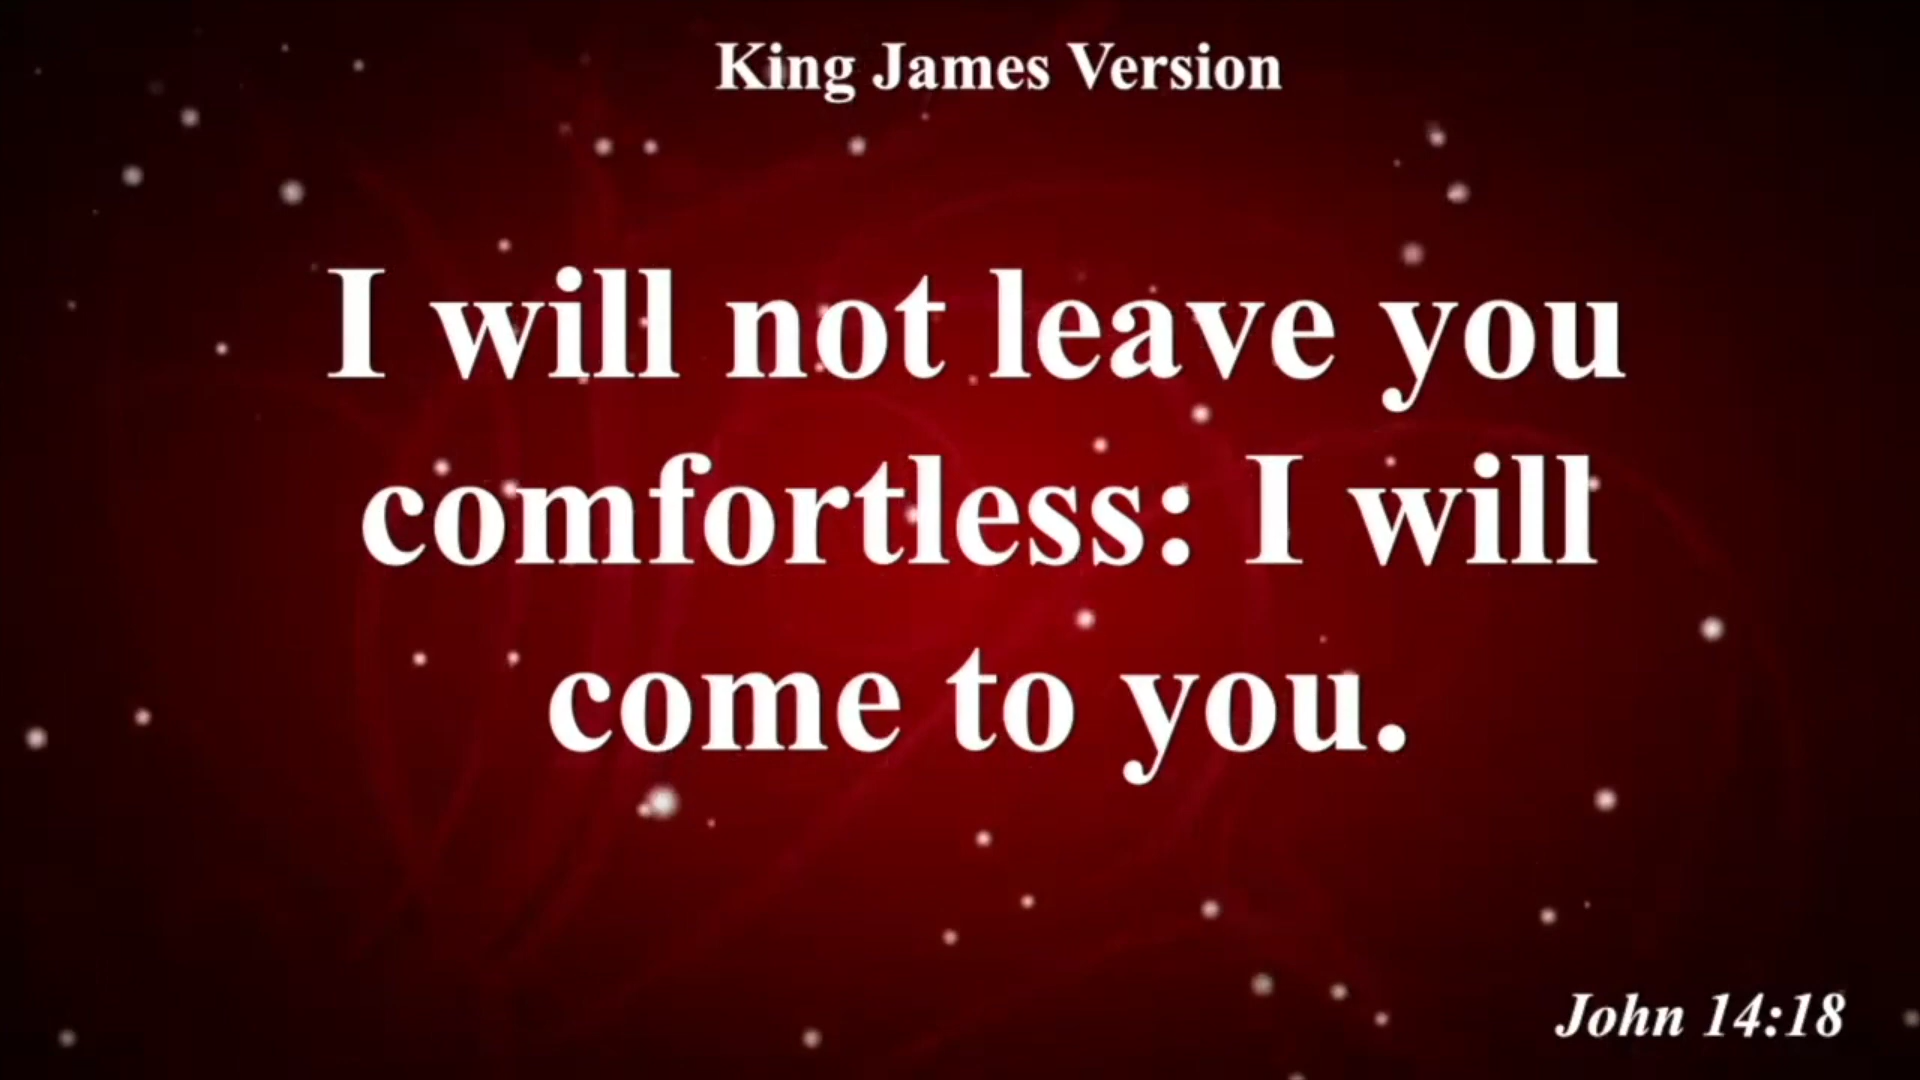 King James Version
I will not leave you
comfortless: I will
come to you.
John 14:18